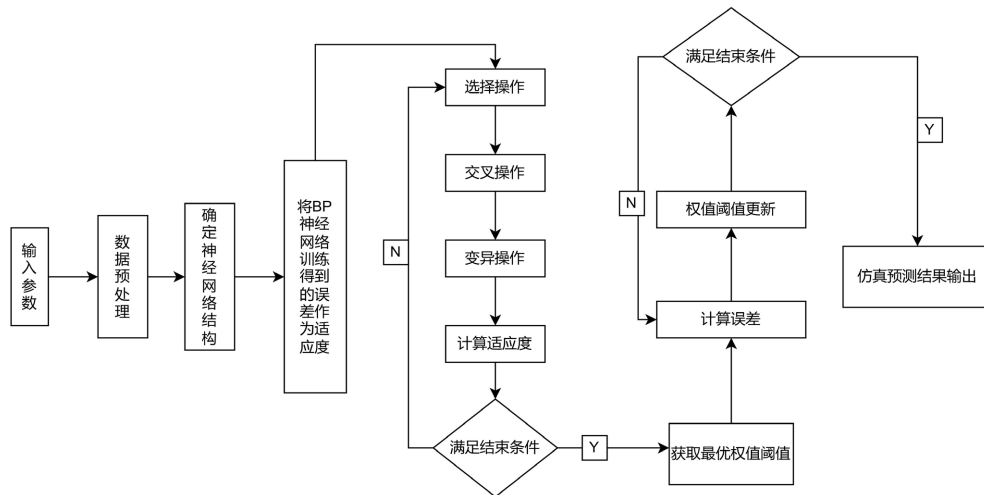 输入参数
数据预处理
确定神经网络结构
将BP
神经
网络
训练
得到
的误
差作
为适
应度
选择操作
交叉操作
变异操作
计算适应度
满足结束条件
N
Y
获取最优权值阈值
计算误差
权值阈值更新
满足结束条件
N
Y
仿真预测结果输出